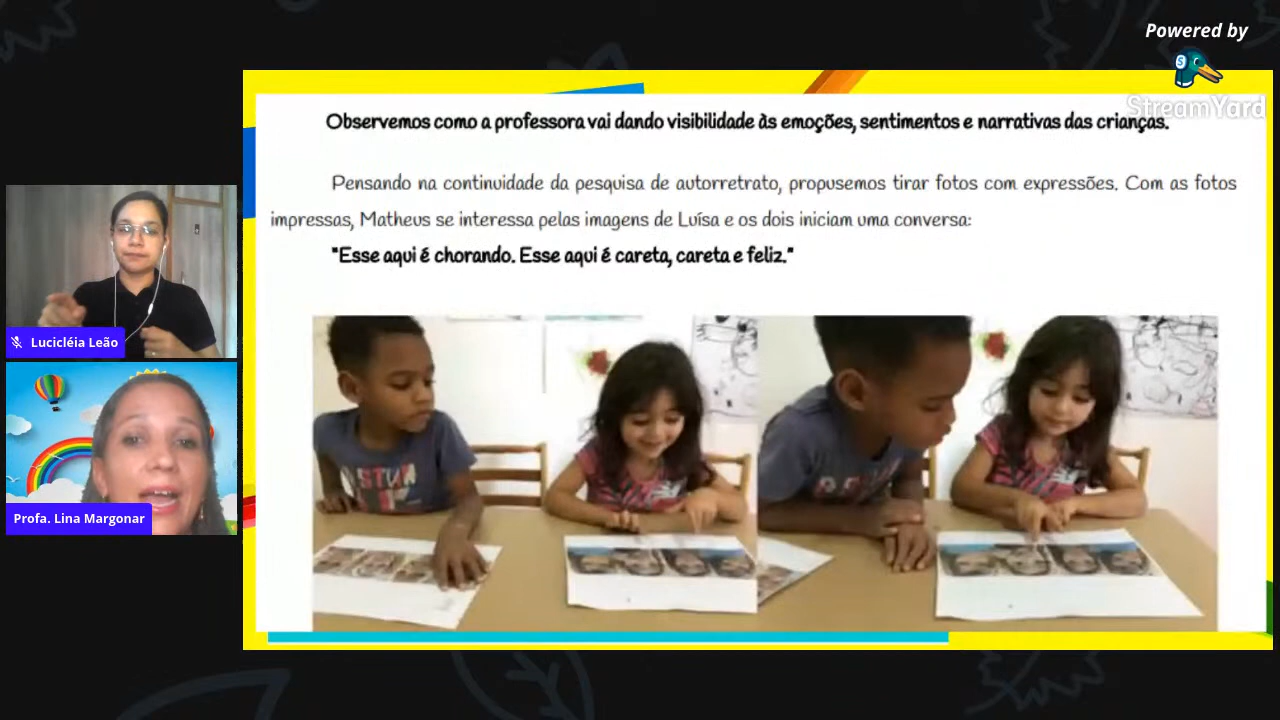 Powered by
StreamYard
Observemos como a professora vai dando visibilidade às emoções, sentimentos e narrativas das crianças.
Pensando na continuidade da pesquisa de autorretrato, propusemos tirar fotos com expressões. Com as fotos
impressas, Matheus se interessa pelas imagens de Luísa e os dois iniciam uma conversa:
"Esse aqui é chorando. Esse aqui é careta, careta e feliz."
Lucicléia Leão
Profa. Lina Margonar